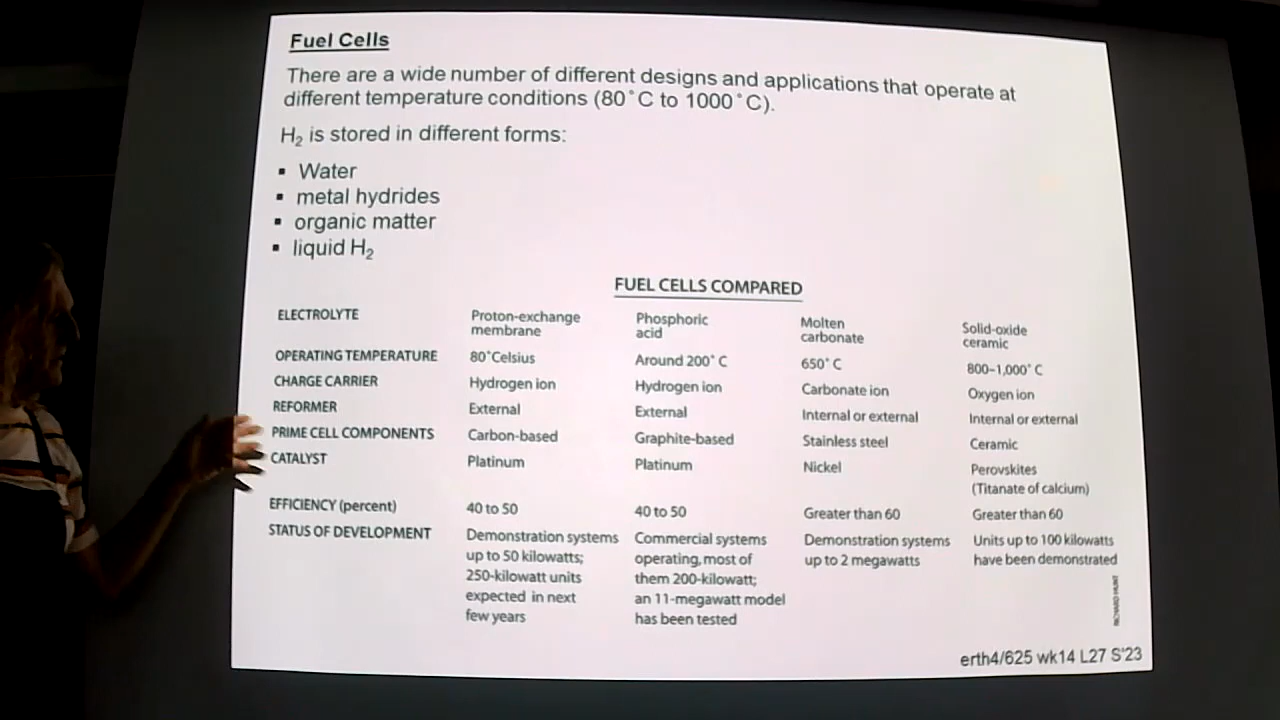 Fuel Cells
There are a wide number of different designs and applications that operate at
different temperature conditions (80˚C to 1000˚C).
H₂ is stored in different forms:
▪ Water
▪ metal hydrides
▪ organic matter
▪ liquid H₂
FUEL CELLS COMPARED
ELECTROLYTE Proton-exchange membrane Phosphoric acid Molten carbonate Solid-oxide ceramic
OPERATING TEMPERATURE 80˚Celsius Around 200˚ C 650˚ C 800–1,000˚ C
CHARGE CARRIER Hydrogen ion Hydrogen ion Carbonate ion Oxygen ion
REFORMER External External Internal or external Internal or external
PRIME CELL COMPONENTS Carbon-based Graphite-based Stainless steel Ceramic
CATALYST Platinum Platinum Nickel Perovskites (Titanate of calcium)
EFFICIENCY (percent) 40 to 50 40 to 50 Greater than 60 Greater than 60
STATUS OF DEVELOPMENT Demonstration systems up to 50 kilowatts; 250-kilowatt units expected in next few years Commercial systems operating, most of them 200-kilowatt; an 11-megawatt model has been tested Demonstration systems up to 2 megawatts Units up to 100 kilowatts have been demonstrated
RICHARD HUNT
erth4/625 wk14 L27 S'23